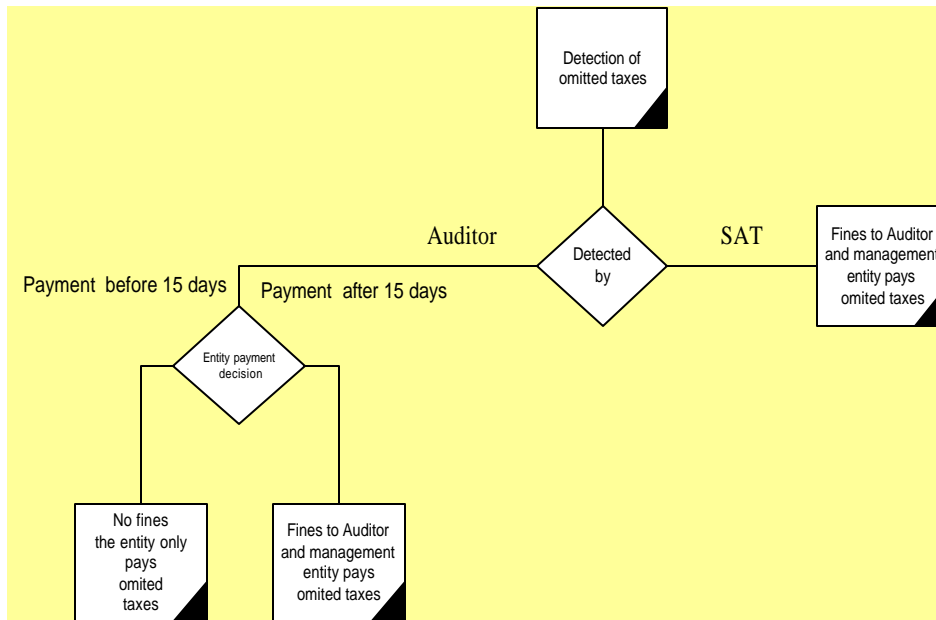 Detection of
omitted taxes
Detected
by
Auditor
SAT
Fines to Auditor
and management
entity pays
omited taxes
Payment before 15 days
Payment after 15 days
Entity payment
decision
No fines
the entity only
pays
omited
taxes
Fines to Auditor
and management
entity pays
omited taxes